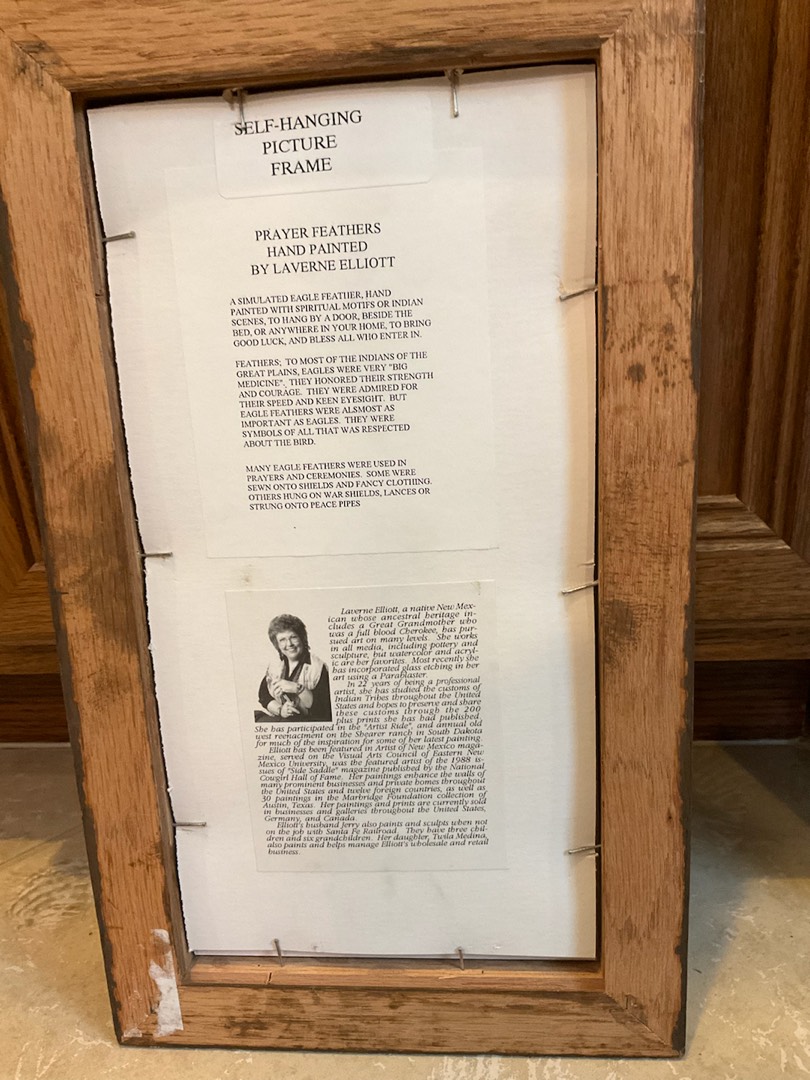 SELF-HANGING
PICTURE
FRAME
PRAYER FEATHERS
HAND PAINTED
BY LAVERNE ELLIOTT
A SIMULATED EAGLE FEATHER, HAND
PAINTED WITH SPIRITUAL MOTIFS OR INDIAN
SCENES, TO HANG BY A DOOR, BESIDE THE
BED, OR ANYWHERE IN YOUR HOME, TO BRING
GOOD LUCK, AND BLESS ALL WHO ENTER IN.
FEATHERS; TO MOST OF THE INDIANS OF THE
GREAT PLAINS, EAGLES WERE VERY "BIG
MEDICINE". THEY HONORED THEIR STRENGTH
AND COURAGE. THEY WERE ADMIRED FOR
THEIR SPEED AND KEEN EYESIGHT. BUT
EAGLE FEATHERS WERE ALSMOST AS
IMPORTANT AS EAGLES. THEY WERE
SYMBOLS OF ALL THAT WAS RESPECTED
ABOUT THE BIRD.
MANY EAGLE FEATHERS WERE USED IN
PRAYERS AND CEREMONIES. SOME WERE
SEWN ONTO SHIELDS AND FANCY CLOTHING.
OTHERS HUNG ON WAR SHIELDS, LANCES OR
STRUNG ONTO PEACE PIPES
Laverne Elliott, a native New Mex-
ican whose ancestral heritage in-
cludes a Great Grandmother who
was a full blood Cherokee, has pur-
sued art on many levels. She works
in all media, including pottery and
sculpture, but watercolor and acryl-
ic are her favorites. Most recently she
has incorporated glass etching in her
art using a Parablaster.
In 22 years of being a professional
artist, she has studied the customs of
Indian Tribes throughout the United
States and hopes to preserve and share
these customs through the 200
plus prints she has had published.
She has participated in the "Artist Ride", and annual old
west reenactment on the Shearer ranch in South Dakota
for much of the inspiration for some of her latest painting.
Elliott has been featured in Artist of New Mexico maga-
zine, served on the Visual Arts Council of Eastern New
Mexico University, was the featured artist of the 1988 is-
sues of "Side Saddle" magazine published by the National
Cowgirl Hall of Fame. Her paintings enhance the walls of
many prominent businesses and private homes throughout
the United States and twelve foreign countries, as well as
30 paintings in the Marbridge Foundation collection of
Austin, Texas. Her paintings and prints are currently sold
in businesses and galleries throughout the United States,
Germany, and Canada.
Elliott's husband Jerry also paints and sculpts when not
on the job with Santa Fe Railroad. They have three chil-
dren and six grandchildren. Her daughter, Twila Medina,
also paints and helps manage Elliott's wholesale and retail
business.